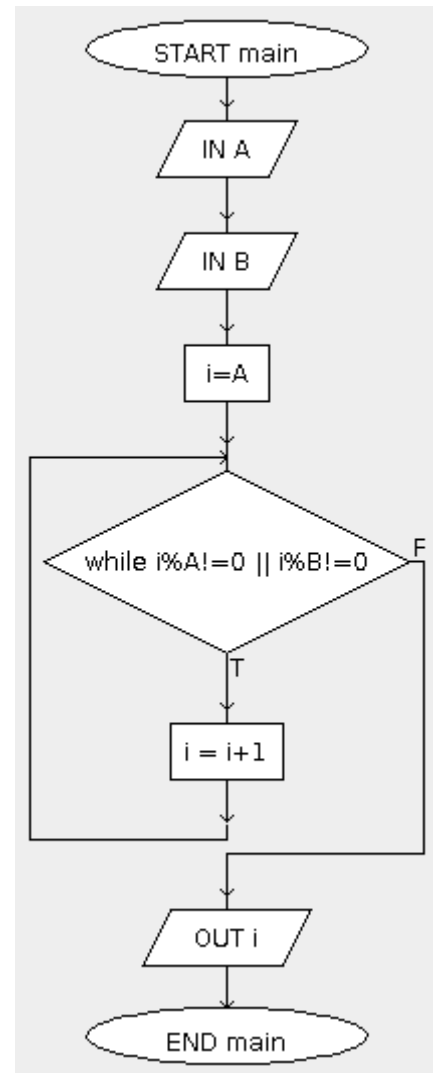 START main
IN A
IN B
i=A
while i%A!=0 || i%B!=0
F
T
i = i+1
OUT i
END main